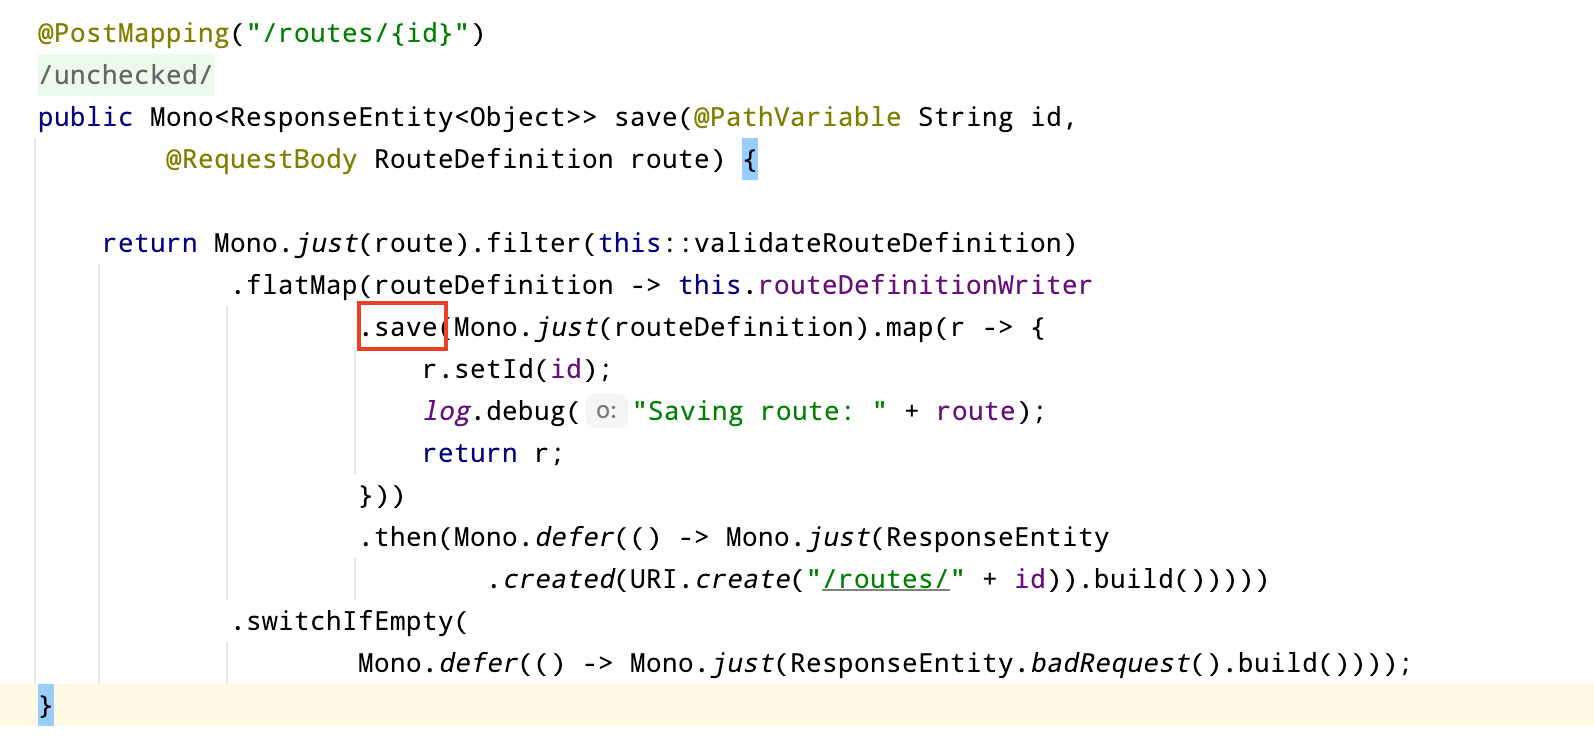 @PostMapping("/routes/{id}")
/unchecked/
public Mono<ResponseEntity<Object>> save(@PathVariable String id,
@RequestBody RouteDefinition route) {
return Mono.just(route).filter(this::validateRouteDefinition)
.flatMap(routeDefinition -> this.routeDefinitionWriter
.save(Mono.just(routeDefinition).map(r -> {
r.setId(id);
log.debug( o: "Saving route: " + route);
return r;
}))
.then(Mono.defer(() -> Mono.just(ResponseEntity
.created(URI.create("/routes/" + id)).build()))))
.switchIfEmpty(
Mono.defer(() -> Mono.just(ResponseEntity.badRequest().build())));
}